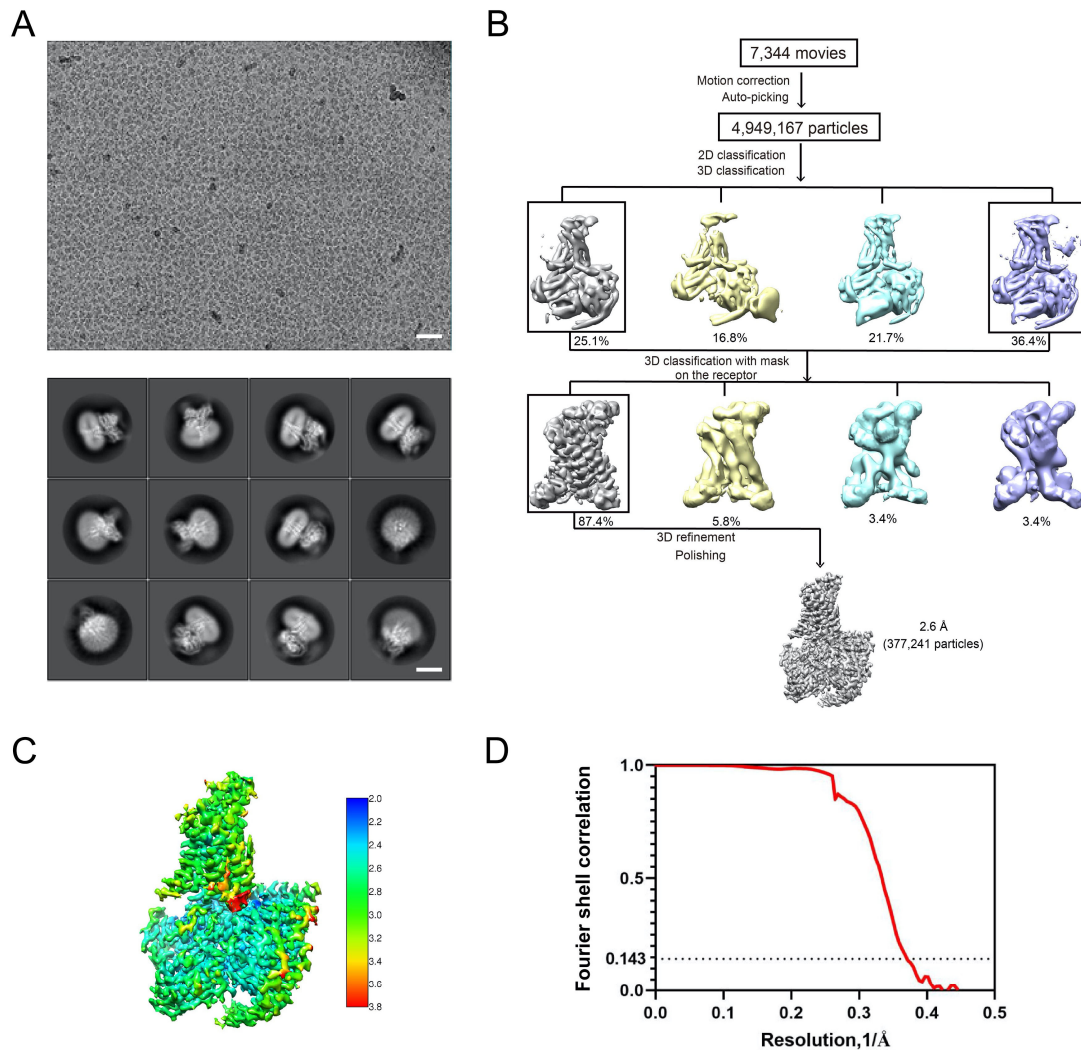 A
B
7,344 movies
Motion correction
Auto-picking
4,949,167 particles
2D classification
3D classification
25.1%
16.8%
21.7%
36.4%
3D classification with mask
on the receptor
87.4%
5.8%
3.4%
3.4%
3D refinement
Polishing
2.6 Å
(377,241 particles)
C
2.0
2.2
2.4
2.6
2.8
3.0
3.2
3.4
3.6
3.8
D
Fourier shell correlation
1.0
0.5
0.143
0.0
0.0
0.1
0.2
0.3
0.4
0.5
Resolution,1/Å